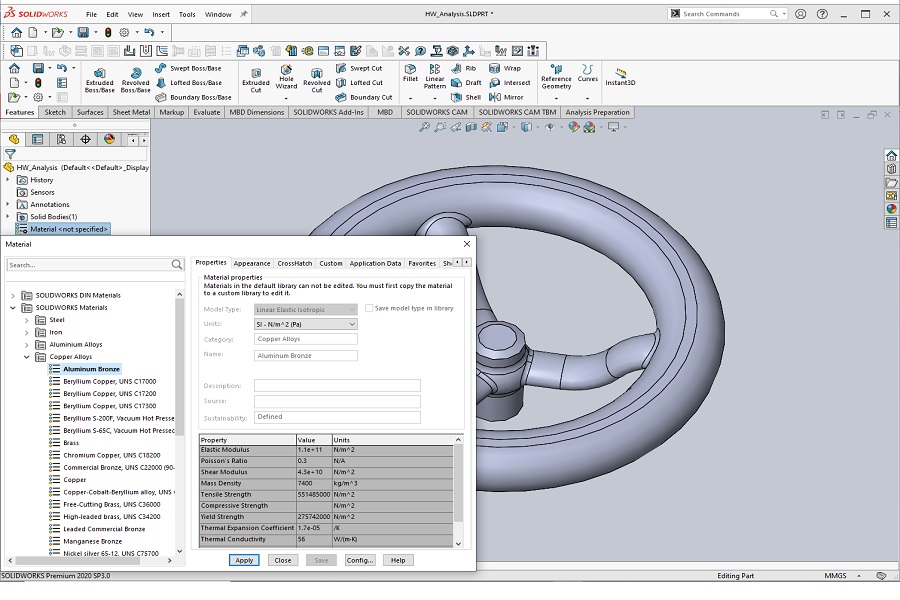 SOLIDWORKS File Edit View Insert Tools Window HW_Analysis.SLDPRT * Search Commands
Extruded Boss/Base
Revolved Boss/Base
Swept Boss/Base
Lofted Boss/Base
Boundary Boss/Base
Extruded Cut
Hole Wizard
Revolved Cut
Swept Cut
Lofted Cut
Boundary Cut
Fillet
Linear Pattern
Rib
Draft
Shell
Wrap
Intersect
Mirror
Reference Geometry
Curves
Instant3D
Features Sketch Surfaces Sheet Metal Markup Evaluate MBD Dimensions SOLIDWORKS Add-Ins MBD SOLIDWORKS CAM SOLIDWORKS CAM TBM Analysis Preparation
HW_Analysis (Default<<Default>_Display
History
Sensors
Annotations
Solid Bodies(1)
Material <not specified>
Material
Search...
SOLIDWORKS DIN Materials
SOLIDWORKS Materials
Steel
Iron
Aluminium Alloys
Copper Alloys
Aluminum Bronze
Beryllium Copper, UNS C17000
Beryllium Copper, UNS C17200
Beryllium Copper, UNS C17300
Beryllium S-200F, Vacuum Hot Presse
Beryllium S-65C, Vacuum Hot Pressec
Brass
Chromium Copper, UNS C18200
Commercial Bronze, UNS C22000 (90-
Copper
Copper-Cobalt-Beryllium alloy, UNS
Free-Cutting Brass, UNS C36000
High-leaded brass, UNS C34200
Leaded Commercial Bronze
Manganese Bronze
Nickel silver 65-12, UNS C75700
Properties Appearance CrossHatch Custom Application Data Favorites Sh
Material properties
Materials in the default library can not be edited. You must first copy the material
to a custom library to edit it.
Model Type: Linear Elastic Isotropic Save model type in library
Units: SI - N/m^2 (Pa)
Category: Copper Alloys
Name: Aluminum Bronze
Description:
Source:
Sustainability: Defined
Property Value Units
Elastic Modulus 1.1e+11 N/m^2
Poisson's Ratio 0.3 N/A
Shear Modulus 4.3e+10 N/m^2
Mass Density 7400 kg/m^3
Tensile Strength 551485000 N/m^2
Compressive Strength N/m^2
Yield Strength 275742000 N/m^2
Thermal Expansion Coefficient 1.7e-05 /K
Thermal Conductivity 56 W/(m·K)
Apply Close Save Config... Help
SOLIDWORKS Premium 2020 SP3.0 Editing Part MMGS